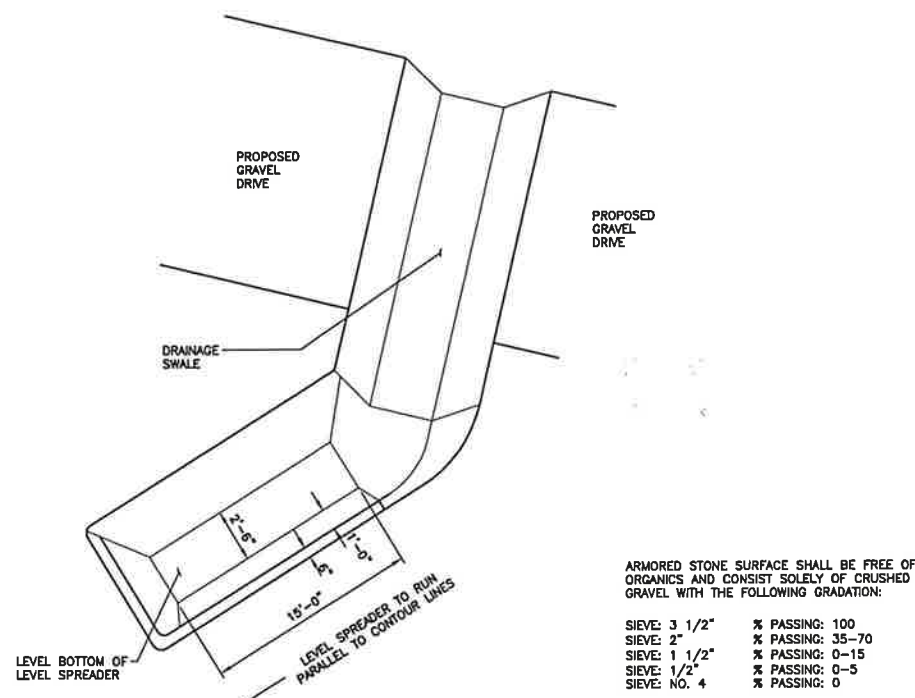 PROPOSED
GRAVEL
DRIVE
PROPOSED
GRAVEL
DRIVE
DRAINAGE
SWALE
2'-6"
1'-0"
6"
15'-0"
LEVEL SPREADER TO RUN
PARALLEL TO CONTOUR LINES
LEVEL BOTTOM OF
LEVEL SPREADER
ARMORED STONE SURFACE SHALL BE FREE OF
ORGANICS AND CONSIST SOLELY OF CRUSHED
GRAVEL WITH THE FOLLOWING GRADATION:
SIEVE: 3 1/2" % PASSING: 100
SIEVE: 2" % PASSING: 35-70
SIEVE: 1 1/2" % PASSING: 0-15
SIEVE: 1/2" % PASSING: 0-5
SIEVE: NO. 4 % PASSING: 0